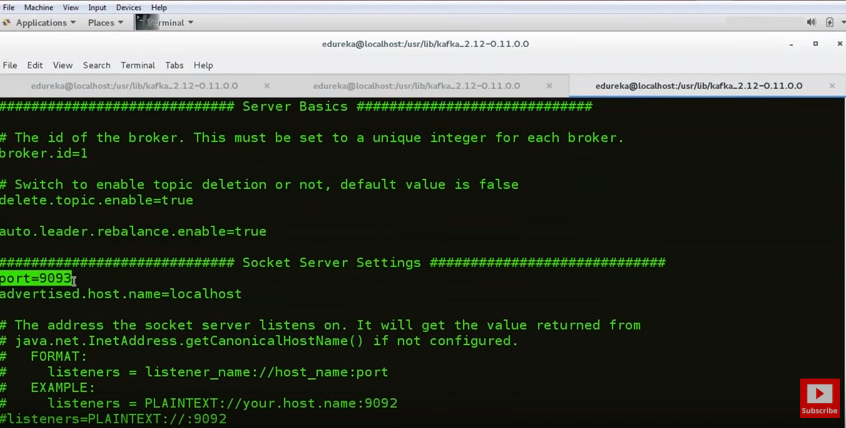 File Machine View Input Devices Help
Applications Places Terminal
edureka@localhost:/usr/lib/kafka_2.12-0.11.0.0
File Edit View Search Terminal Tabs Help
edureka@localhost:/usr/lib/kafka_2.12-0.11.0.0 × edureka@localhost:/usr/lib/kafka_2.12-0.11.0.0 × edureka@localhost:/usr/lib/kafka_2.12-0.11.0.0 ×
############################# Server Basics #############################
# The id of the broker. This must be set to a unique integer for each broker.
broker.id=1
# Switch to enable topic deletion or not, default value is false
delete.topic.enable=true
auto.leader.rebalance.enable=true
############################# Socket Server Settings #############################
port=9093
advertised.host.name=localhost
# The address the socket server listens on. It will get the value returned from
# java.net.InetAddress.getCanonicalHostName() if not configured.
#   FORMAT:
#     listeners = listener_name://host_name:port
#   EXAMPLE:
#     listeners = PLAINTEXT://your.host.name:9092
#listeners=PLAINTEXT://:9092
Subscribe